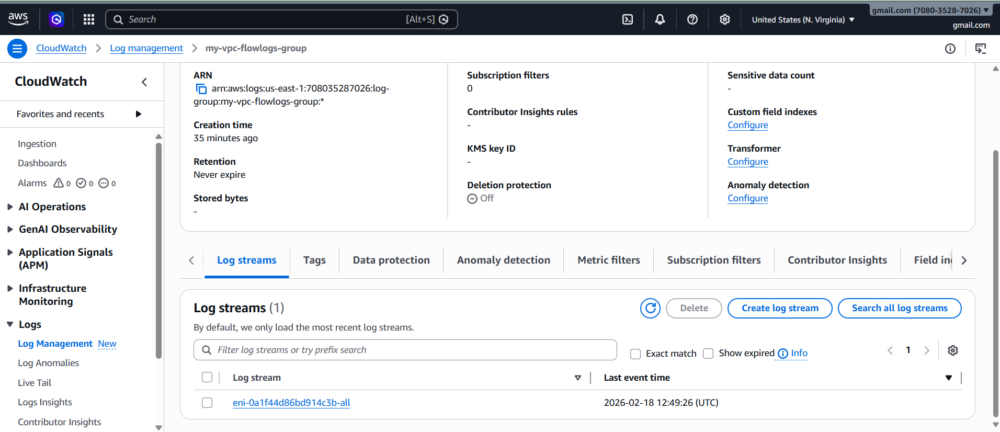 aws
Search
[Alt+S]
United States (N. Virginia)
gmail.com (7080-3528-7026)
gmail.com
CloudWatch
Log management
my-vpc-flowlogs-group
CloudWatch
Favorites and recents
Ingestion
Dashboards
Alarms 0 0 0
AI Operations
GenAI Observability
Application Signals
(APM)
Infrastructure
Monitoring
Logs
Log Management New
Log Anomalies
Live Tail
Logs Insights
Contributor Insights
ARN
arn:aws:logs:us-east-1:708035287026:log-
group:my-vpc-flowlogs-group:*
Creation time
35 minutes ago
Retention
Never expire
Stored bytes
-
Subscription filters
0
Contributor Insights rules
-
KMS key ID
-
Deletion protection
Off
Sensitive data count
-
Custom field indexes
Configure
Transformer
Configure
Anomaly detection
Configure
Log streams
Tags
Data protection
Anomaly detection
Metric filters
Subscription filters
Contributor Insights
Field in
Log streams (1)
Delete
Create log stream
Search all log streams
By default, we only load the most recent log streams.
Filter log streams or try prefix search
Exact match
Show expired
Info
1
Log stream
Last event time
eni-0a1f44d86bd914c3b-all
2026-02-18 12:49:26 (UTC)